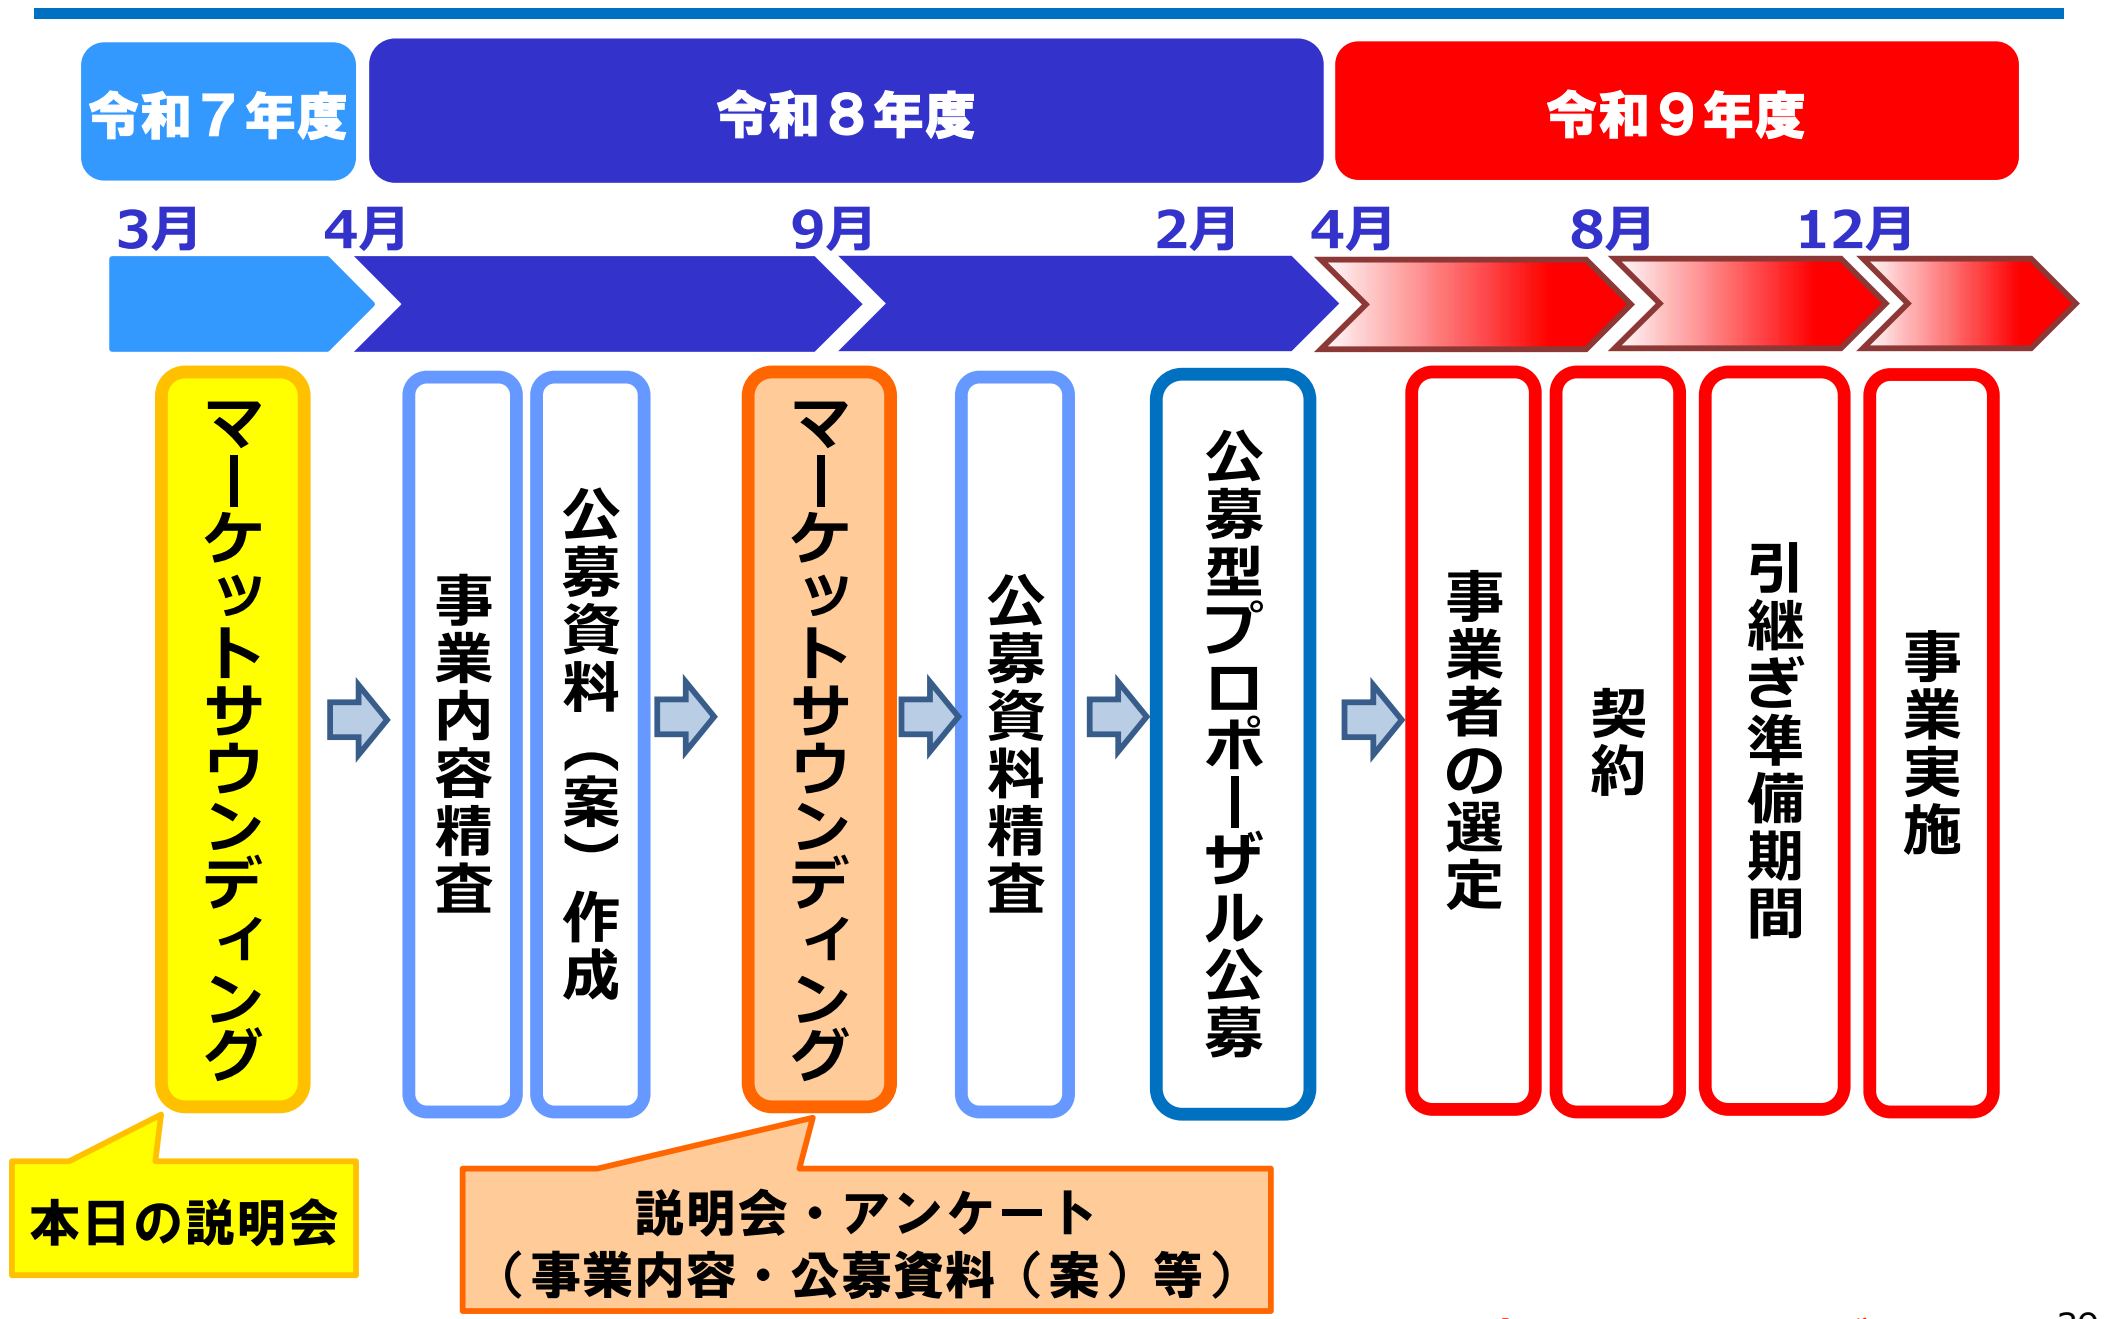 令和７年度
令和８年度
令和９年度
3月
4月
9月
2月
4月
8月
12月
マーケットサウンディング
事業内容精査
公募資料（案）作成
マーケットサウンディング
公募資料精査
公募型プロポーザル公募
事業者の選定
契約
引継ぎ準備期間
事業実施
本日の説明会
説明会・アンケート
（事業内容・公募資料（案）等）